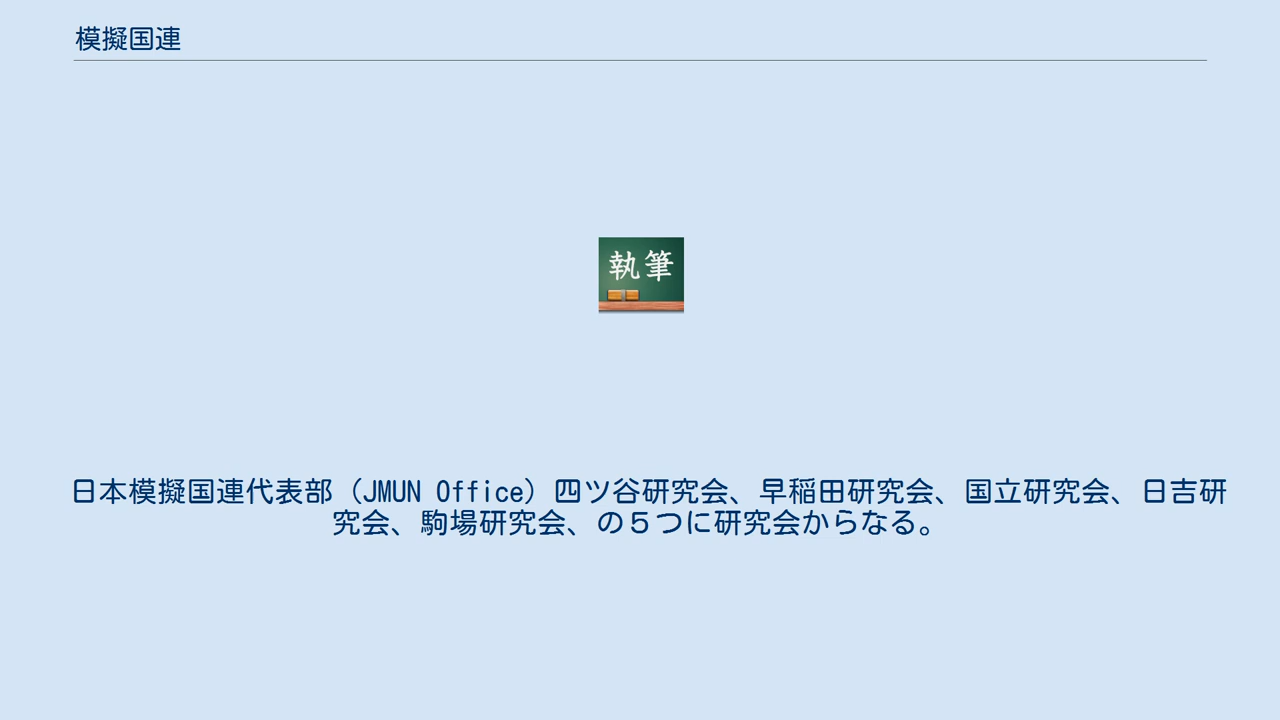 模擬国連
執筆
日本模擬国連代表部（JMUN Office）四ツ谷研究会、早稲田研究会、国立研究会、日吉研
究会、駒場研究会、の５つに研究会からなる。